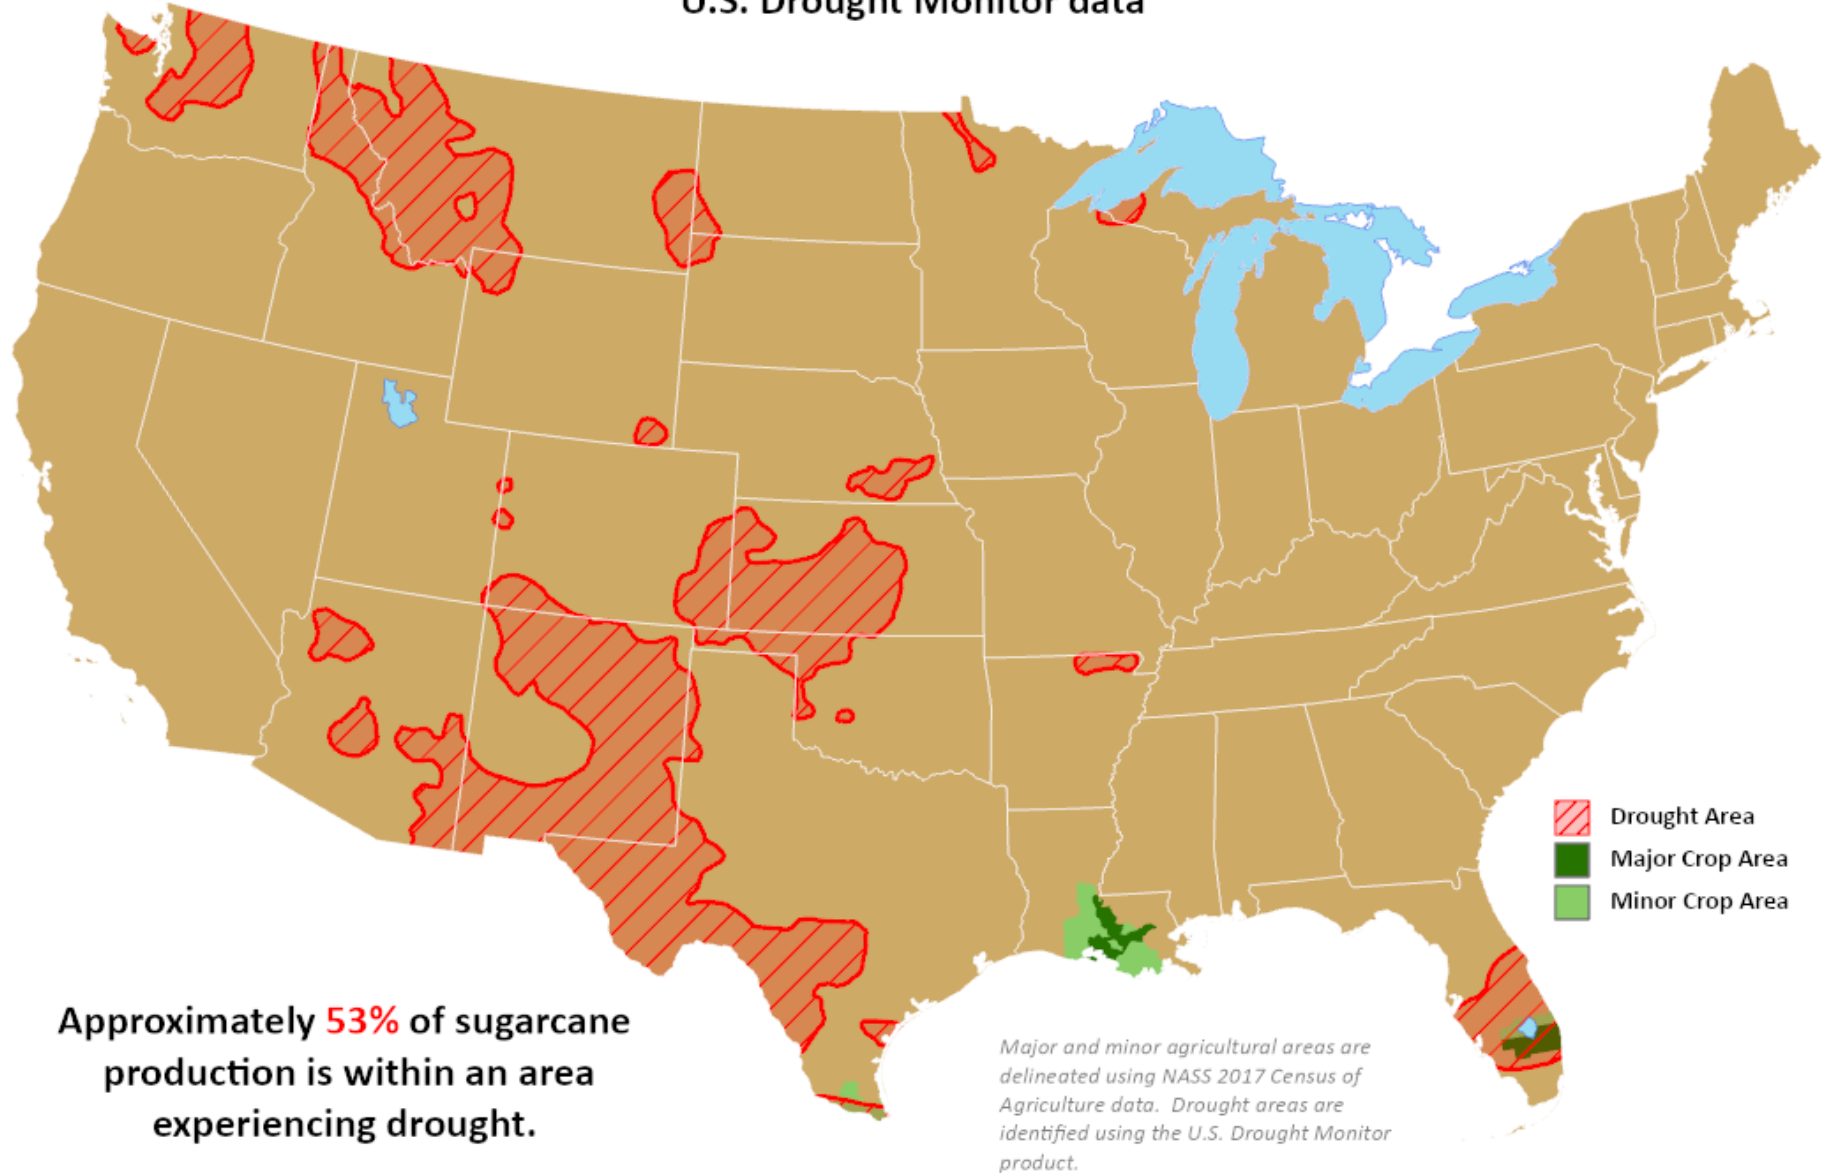 U.S. Drought Monitor data
Drought Area
Major Crop Area
Minor Crop Area
Approximately 53% of sugarcane
production is within an area
experiencing drought.
Major and minor agricultural areas are
delineated using NASS 2017 Census of
Agriculture data.  Drought areas are
identified using the U.S. Drought Monitor
product.